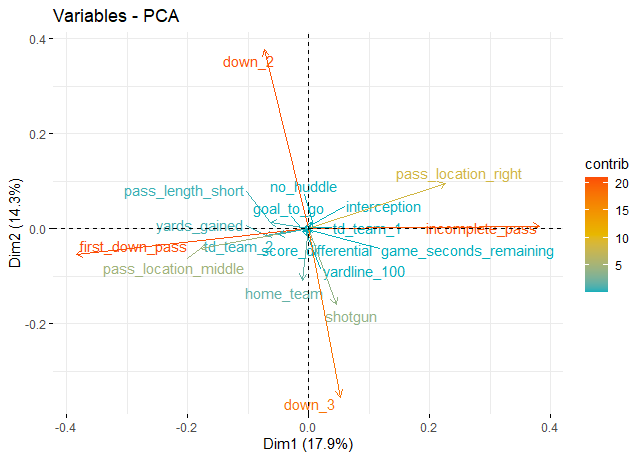 Variables - PCA
0.4
down_2
0.2
pass_location_right
no_huddle
pass_length_short
goal_to_go
interception
yards_gained
td_team_1
incomplete_pass
0.0
first_down_pass
td_team_2
score_differential
game_seconds_remaining
pass_location_middle
yardline_100
home_team
shotgun
-0.2
down_3
-0.4
-0.2
0.0
0.2
0.4
Dim1 (17.9%)
Dim2 (14.3%)
contrib
20
15
10
5